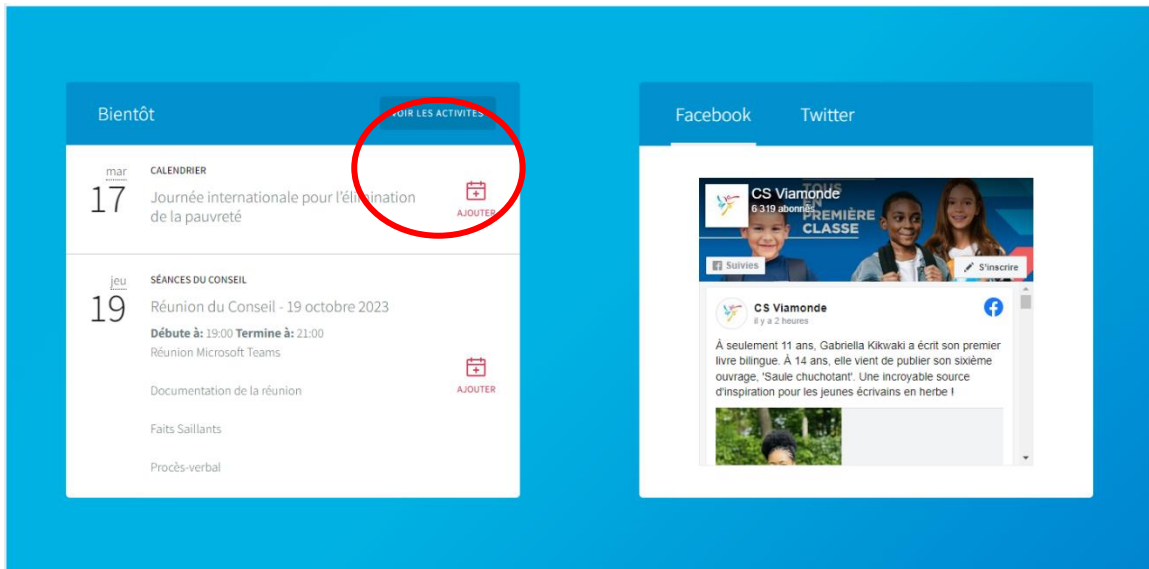 Bientôt
VOIR LES ACTIVITÉS
mar
17
CALENDRIER
Journée internationale pour l'élimination
de la pauvreté
AJOUTER
jeu
19
SÉANCES DU CONSEIL
Réunion du Conseil - 19 octobre 2023
Débute à: 19:00 Termine à: 21:00
Réunion Microsoft Teams
Documentation de la réunion
AJOUTER
Faits Saillants
Procès-verbal
Facebook
Twitter
TOUS
EN
PREMIÈRE
CLASSE
CS Viamonde
6 319 abonnés
Suivies
S'inscrire
CS Viamonde
il y a 2 heures
À seulement 11 ans, Gabriella Kikwaki a écrit son premier
livre bilingue. À 14 ans, elle vient de publier son sixième
ouvrage, 'Saule chuchotant'. Une incroyable source
d'inspiration pour les jeunes écrivains en herbe !